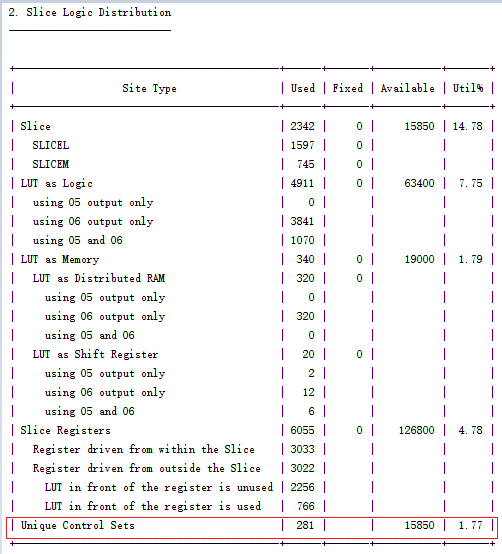 2. Slice Logic Distribution
| Site Type | Used | Fixed | Available | Util% |
| Slice | 2342 | 0 | 15850 | 14.78 |
| SLICEL | 1597 | 0 | | |
| SLICEM | 745 | 0 | | |
| LUT as Logic | 4911 | 0 | 63400 | 7.75 |
| using O5 output only | 0 | | | |
| using O6 output only | 3841 | | | |
| using O5 and O6 | 1070 | | | |
| LUT as Memory | 340 | 0 | 19000 | 1.79 |
| LUT as Distributed RAM | 320 | 0 | | |
| using O5 output only | 0 | | | |
| using O6 output only | 320 | | | |
| using O5 and O6 | 0 | | | |
| LUT as Shift Register | 20 | 0 | | |
| using O5 output only | 2 | | | |
| using O6 output only | 12 | | | |
| using O5 and O6 | 6 | | | |
| Slice Registers | 6055 | 0 | 126800 | 4.78 |
| Register driven from within the Slice | 3033 | | | |
| Register driven from outside the Slice | 3022 | | | |
| LUT in front of the register is unused | 2256 | | | |
| LUT in front of the register is used | 766 | | | |
| Unique Control Sets | 281 | | 15850 | 1.77 |